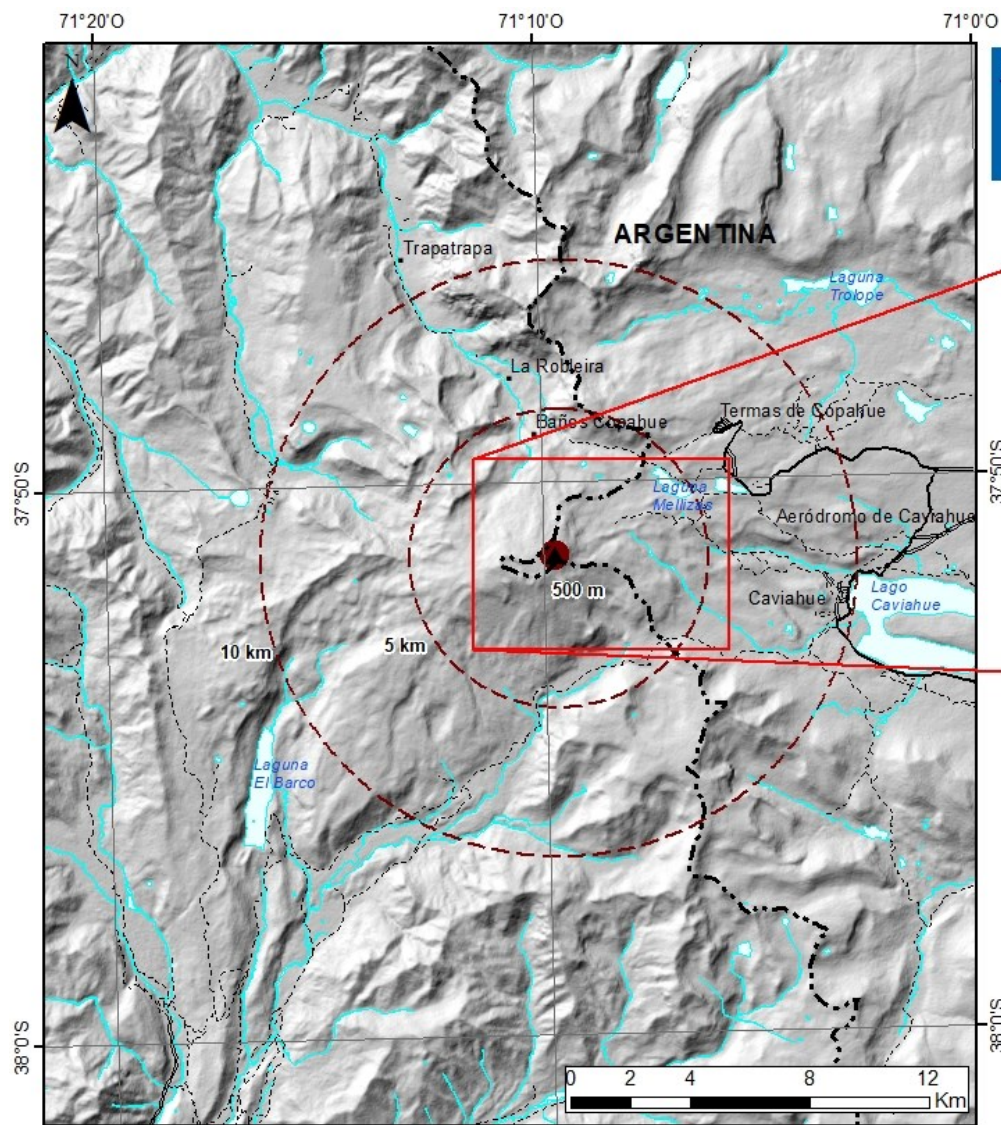 71°20'O
71°10'O
71°0'O
N
ARGENTINA
Trapatrapa
Laguna
Trolope
La Robleira
Termas de Copahue
Baños Copahue
37°50'S
37°50'S
Laguna
Mellizas
Aeródromo de Caviahue
500 m
Caviahue
Lago
Caviahue
10 km
5 km
Laguna
El Barco
38°0'S
38°0'S
0 2 4 8 12
Km